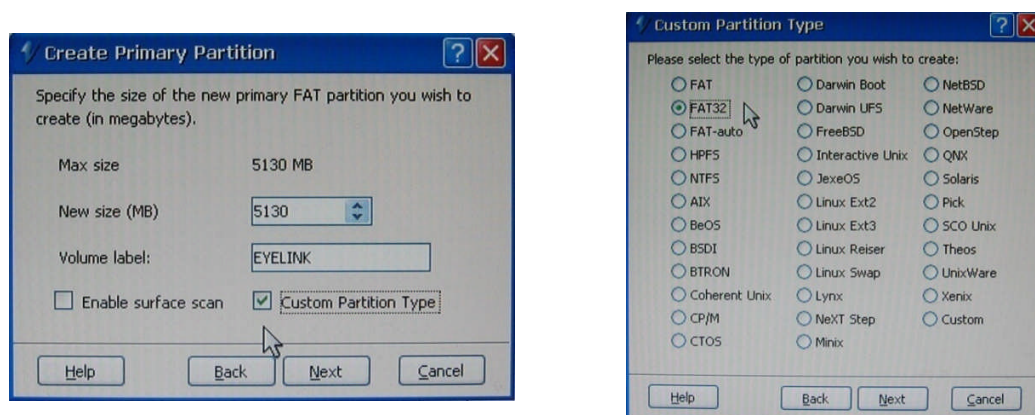 Create Primary Partition
?
X
Specify the size of the new primary FAT partition you wish to
create (in megabytes).
Max size 5130 MB
New size (MB) 5130
Volume label: EYELINK
Enable surface scan Custom Partition Type
Help Back Next Cancel
Custom Partition Type
?
X
Please select the type of partition you wish to create:
FAT Darwin Boot NetBSD
FAT32 Darwin UFS NetWare
FAT-auto FreeBSD OpenStep
HPFS Interactive Unix QNX
NTFS JexeOS Solaris
AIX Linux Ext2 Pick
BeOS Linux Ext3 SCO Unix
BSDI Linux Reiser Theos
BTRON Linux Swap UnixWare
Coherent Unix Lynx Xenix
CP/M NeXT Step Custom
CTOS Minix
Help Back Next Cancel